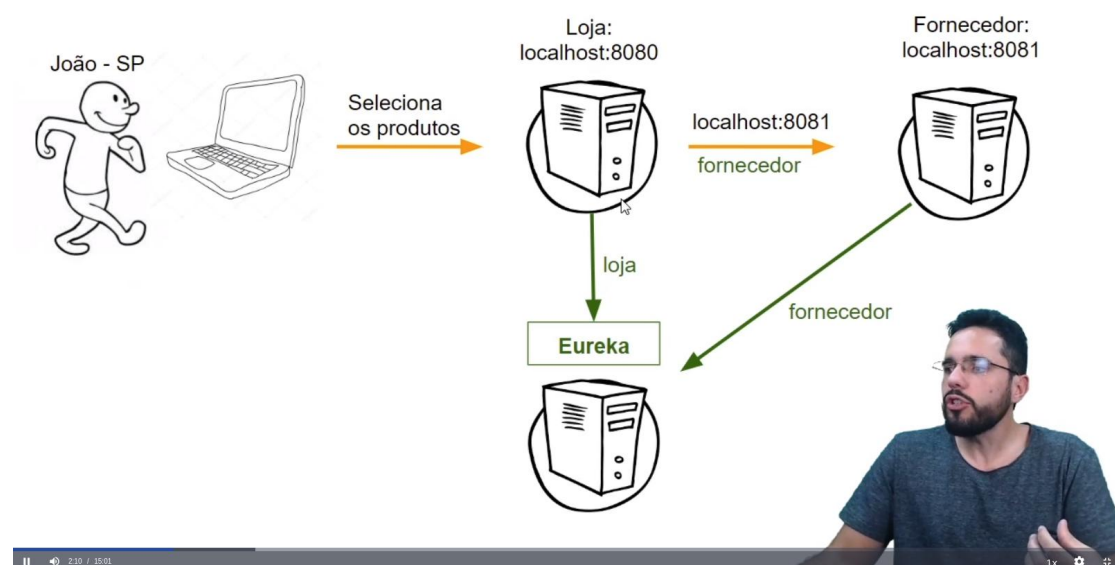 João - SP
Seleciona
os produtos
Loja:
localhost:8080
localhost:8081
fornecedor
Fornecedor:
localhost:8081
loja
fornecedor
Eureka
2:10 / 15:01
1x